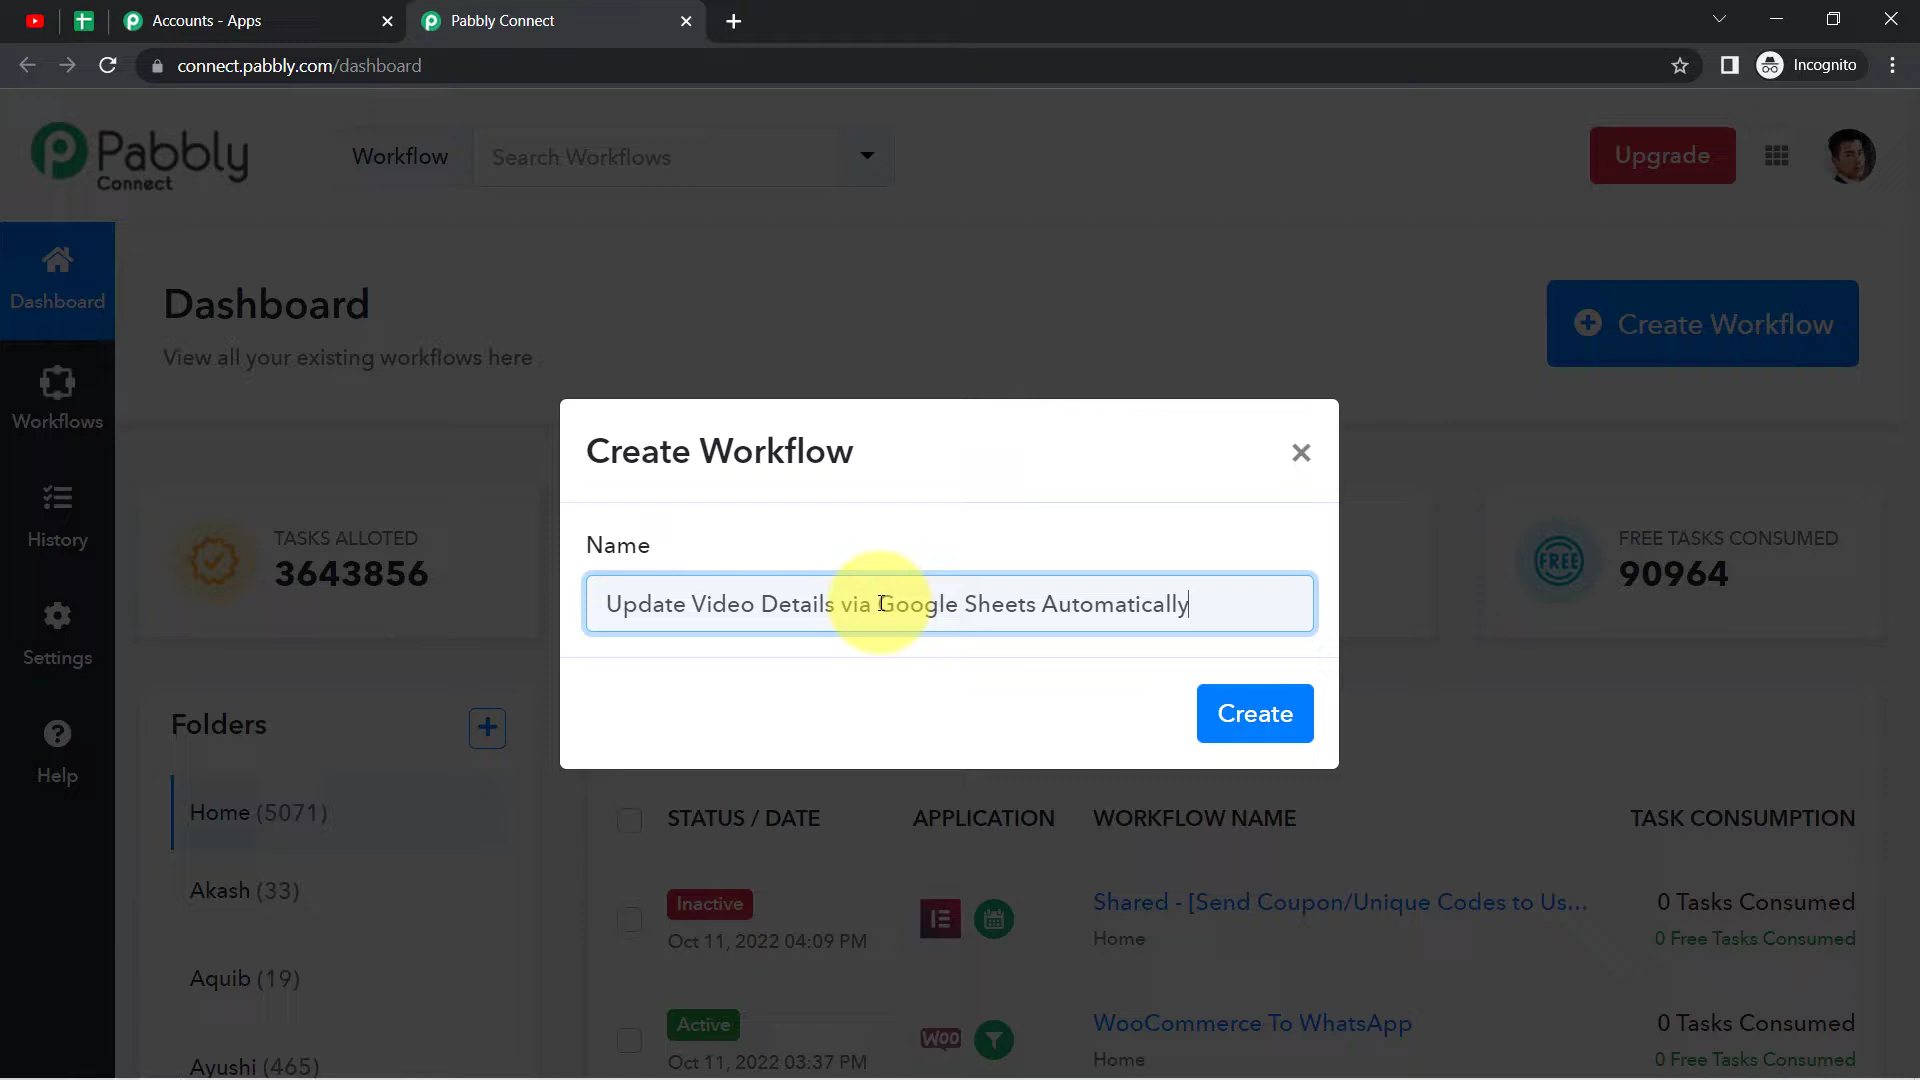 Accounts - Apps
Pabbly Connect
connect.pabbly.com/dashboard
Incognito
Pabbly
Connect
Workflow
Search Workflows
Upgrade
Dashboard
Workflows
History
Settings
Help
Dashboard
View all your existing workflows here
Create Workflow
TASKS ALLOTED
3643856
FREE
FREE TASKS CONSUMED
90964
Create Workflow
Name
Update Video Details via Google Sheets Automatically
Create
Folders
Home (5071)
Akash (33)
Aquib (19)
Ayushi (465)
STATUS / DATE
APPLICATION
WORKFLOW NAME
TASK CONSUMPTION
Inactive
Oct 11, 2022 04:09 PM
Shared - [Send Coupon/Unique Codes to Us...
Home
0 Tasks Consumed
0 Free Tasks Consumed
Active
Oct 11, 2022 03:37 PM
Woo
WooCommerce To WhatsApp
Home
0 Tasks Consumed
0 Free Tasks Consumed